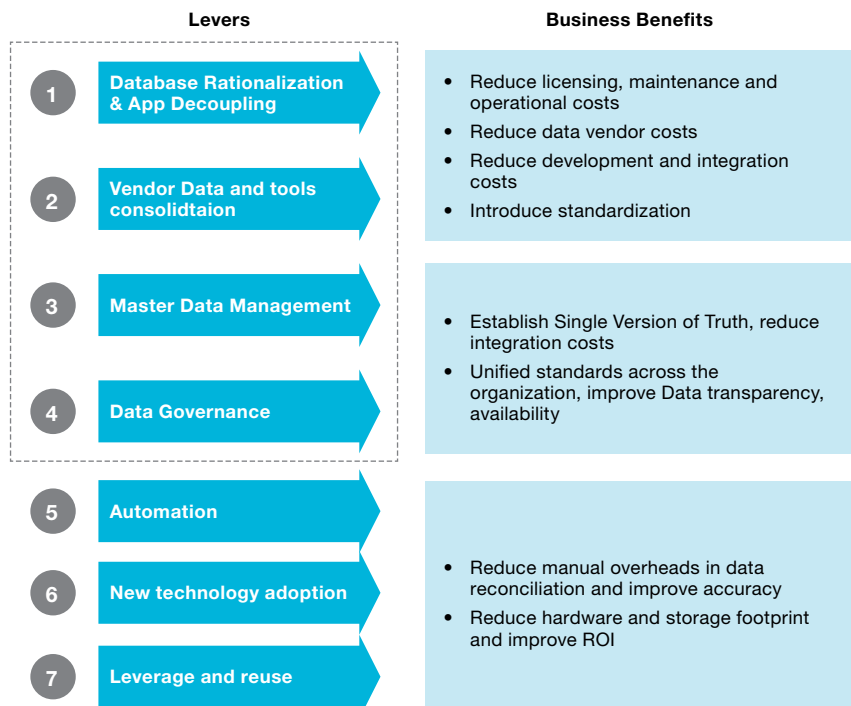 Levers
Business Benefits
1
Database Rationalization
& App Decoupling
2
Vendor Data and tools
consolidtaion
• Reduce licensing, maintenance and
operational costs
• Reduce data vendor costs
• Reduce development and integration
costs
• Introduce standardization
3
Master Data Management
4
Data Governance
• Establish Single Version of Truth, reduce
integration costs
• Unified standards across the
organization, improve Data transparency,
availability
5
Automation
6
New technology adoption
7
Leverage and reuse
• Reduce manual overheads in data
reconciliation and improve accuracy
• Reduce hardware and storage footprint
and improve ROI